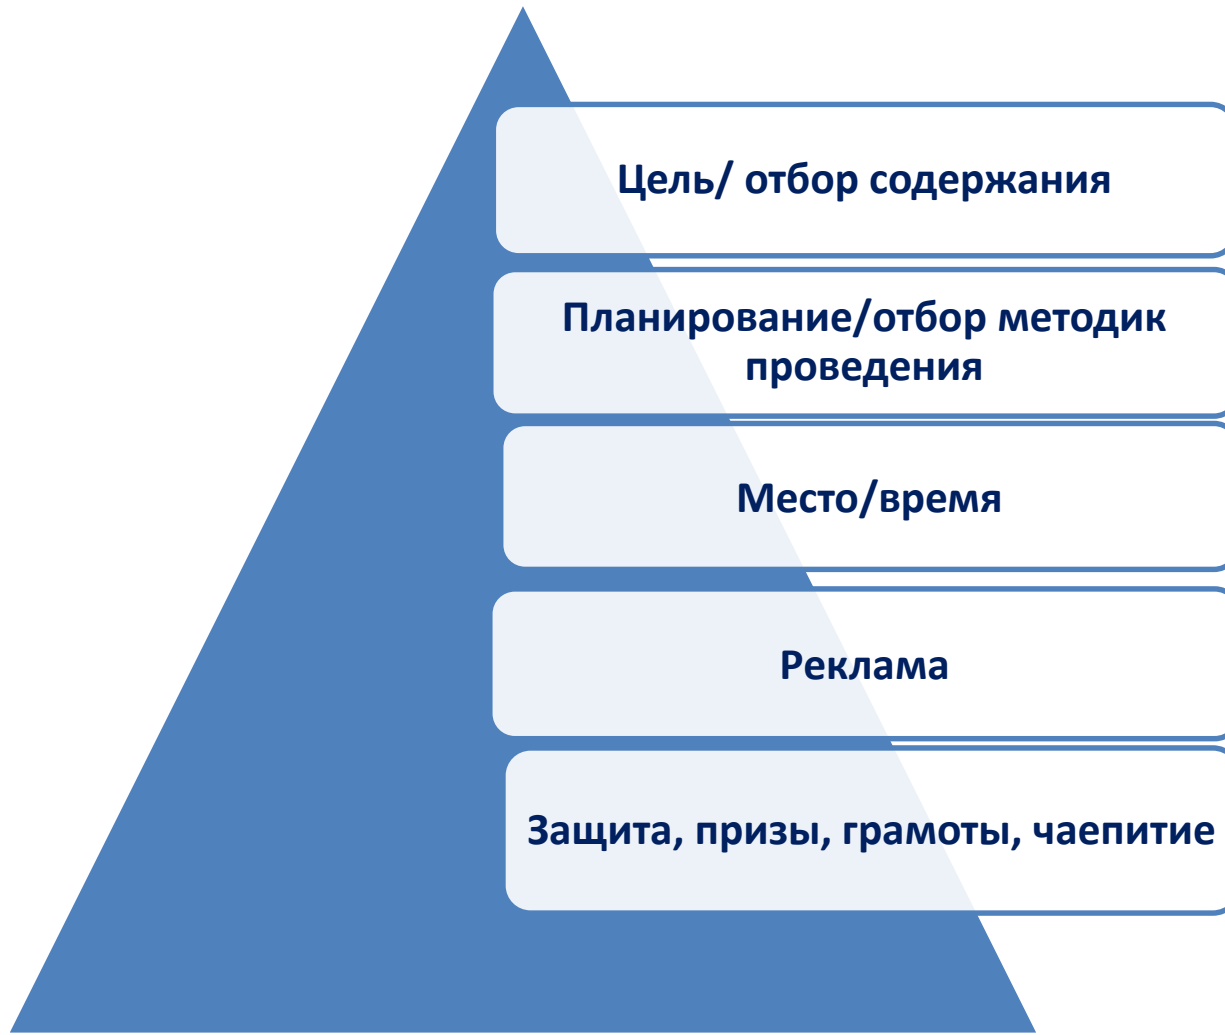 Цель/ отбор содержания
Планирование/отбор методик
проведения
Место/время
Реклама
Защита, призы, грамоты, чаепитие